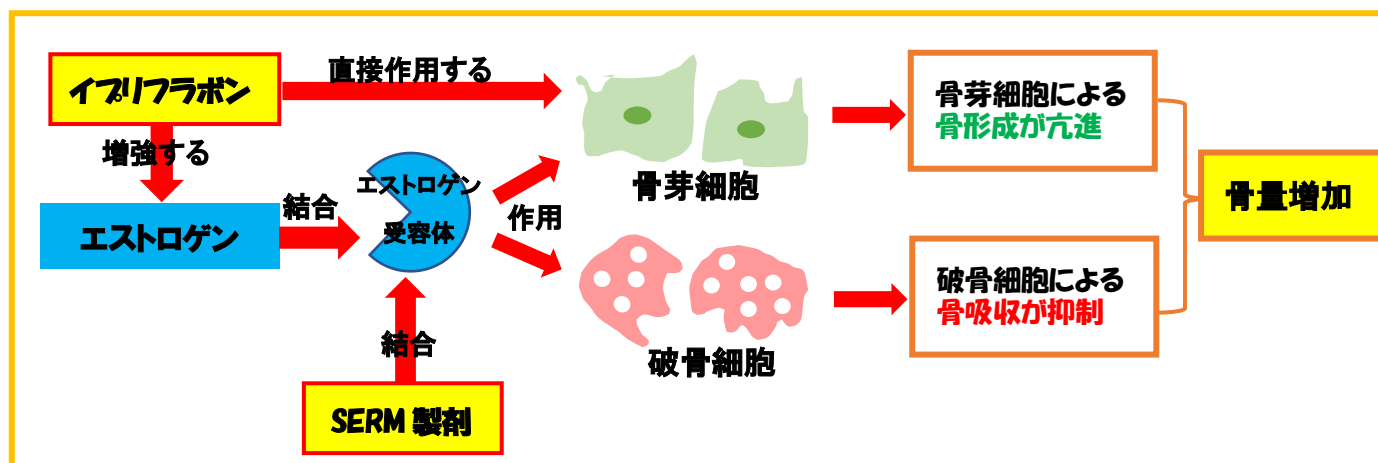 イプリフラボン
直接作用する
増強する
エストロゲン
結合
エストロゲン
受容体
作用
結合
SERM 製剤
骨芽細胞
破骨細胞
骨芽細胞による
骨形成が亢進
破骨細胞による
骨吸収が抑制
骨量増加